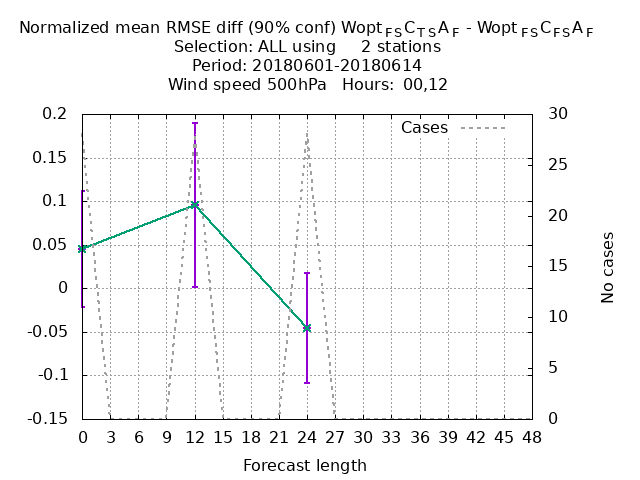 Normalized mean RMSE diff (90% conf) Wopt FS C T S A F - Wopt FS C F S A F
Selection: ALL using 2 stations
Period: 20180601-20180614
Wind speed 500hPa Hours: 00,12
Cases
0.2
0.15
0.1
0.05
0
-0.05
-0.1
-0.15
30
25
20
15
10
5
0
No cases
0 3 6 9 12 15 18 21 24 27 30 33 36 39 42 45 48
Forecast length